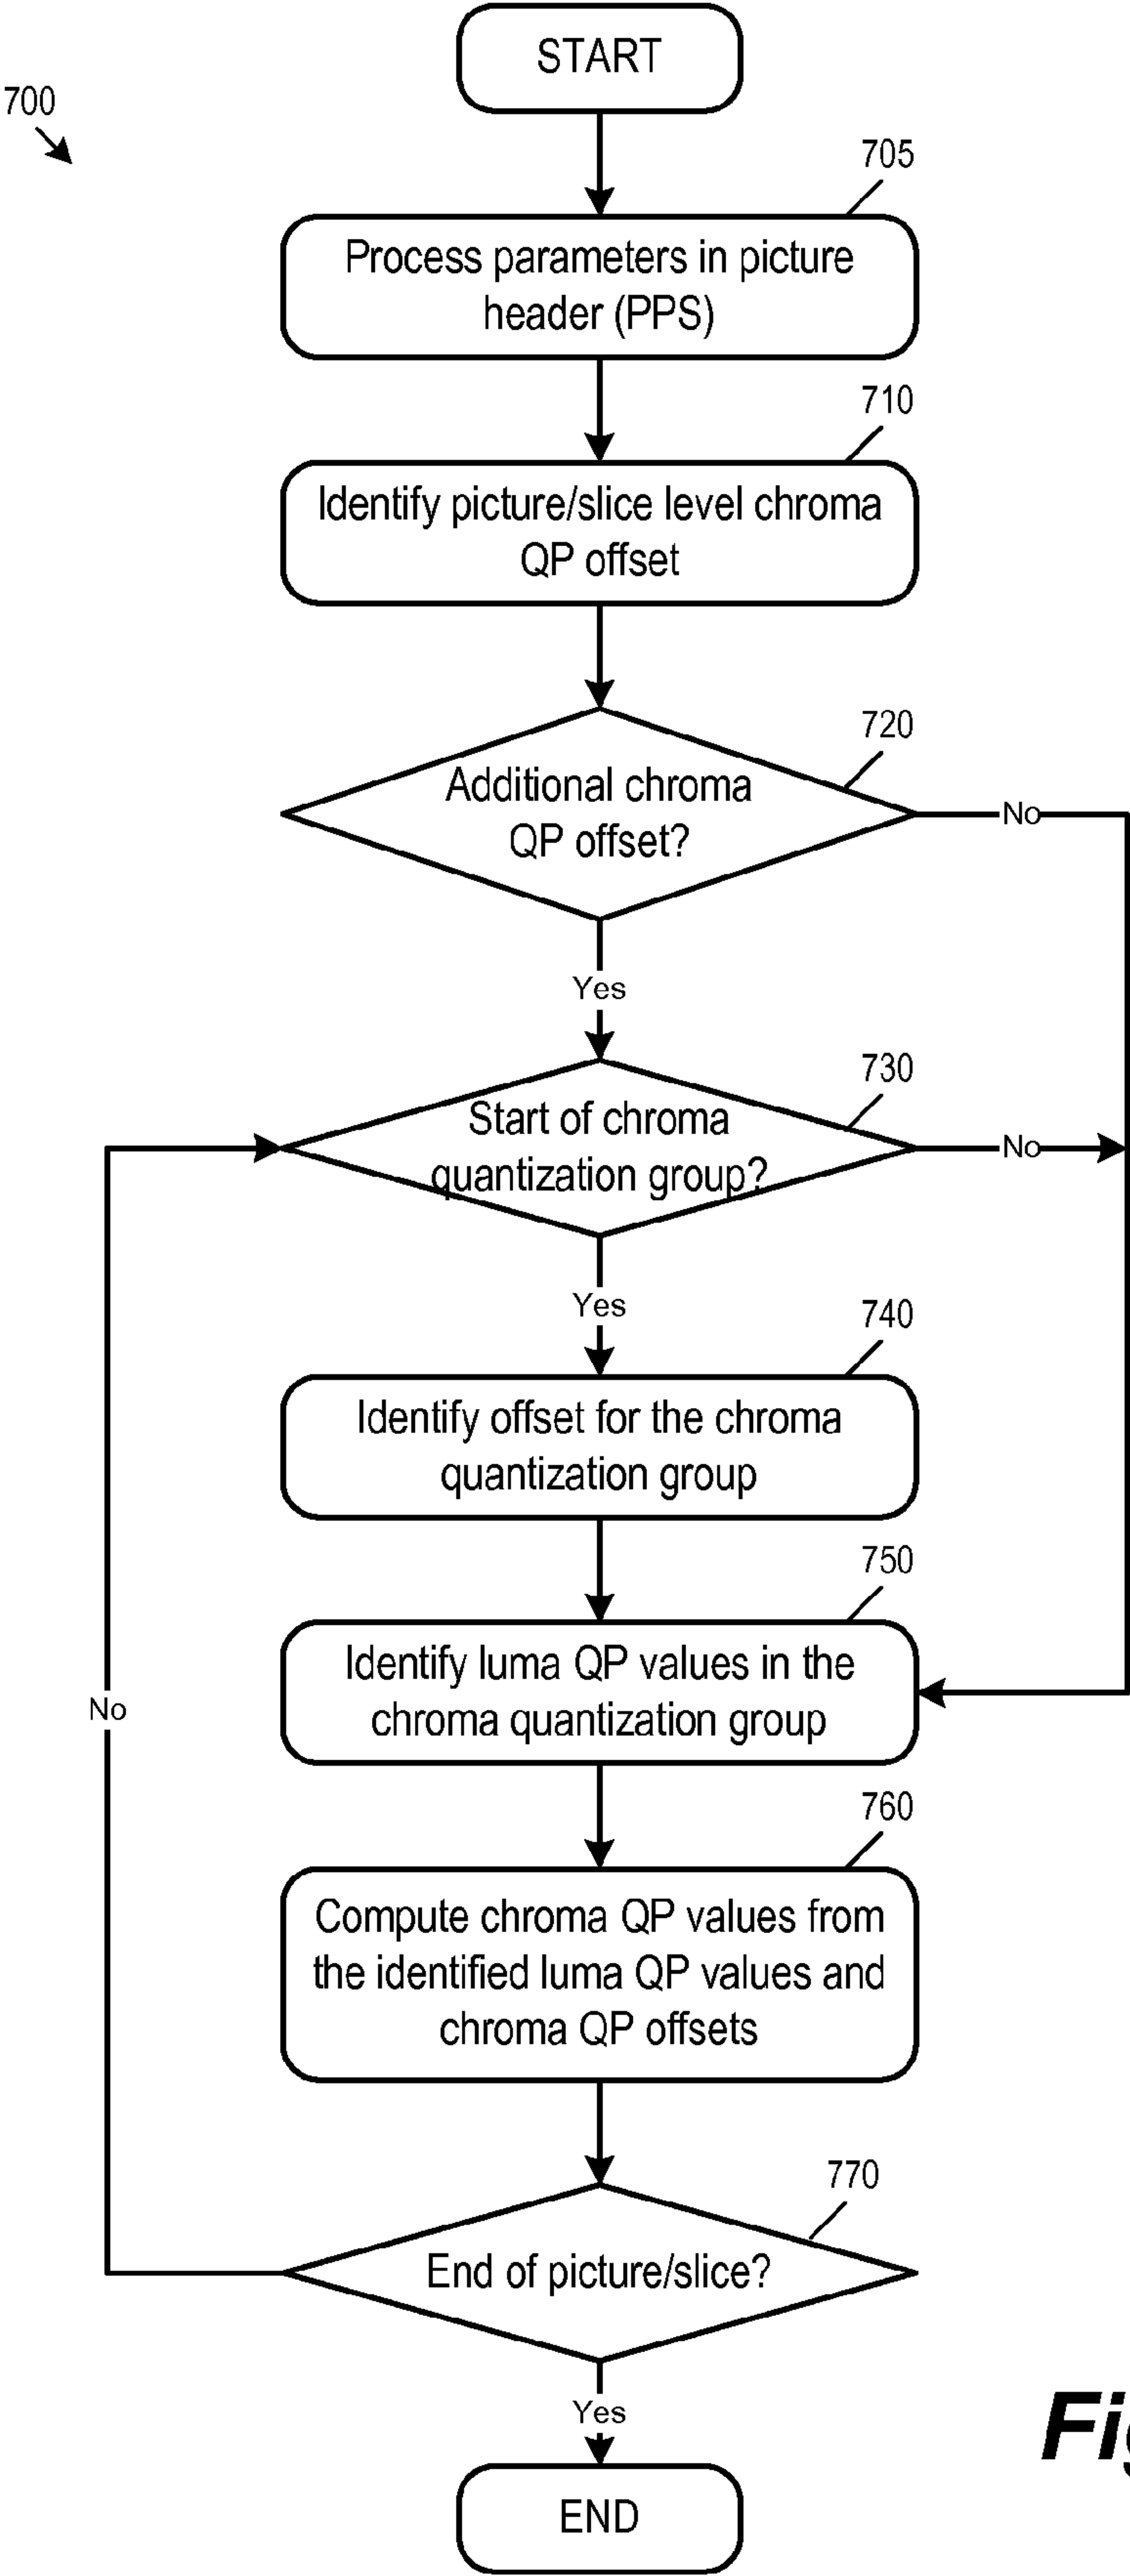 START
700
705
Process parameters in picture
header (PPS)
710
Identify picture/slice level chroma
QP offset
720
Additional chroma
QP offset?
No
Yes
730
Start of chroma
quantization group?
No
Yes
740
Identify offset for the chroma
quantization group
750
Identify luma QP values in the
chroma quantization group
No
760
Compute chroma QP values from
the identified luma QP values and
chroma QP offsets
770
End of picture/slice?
Yes
END